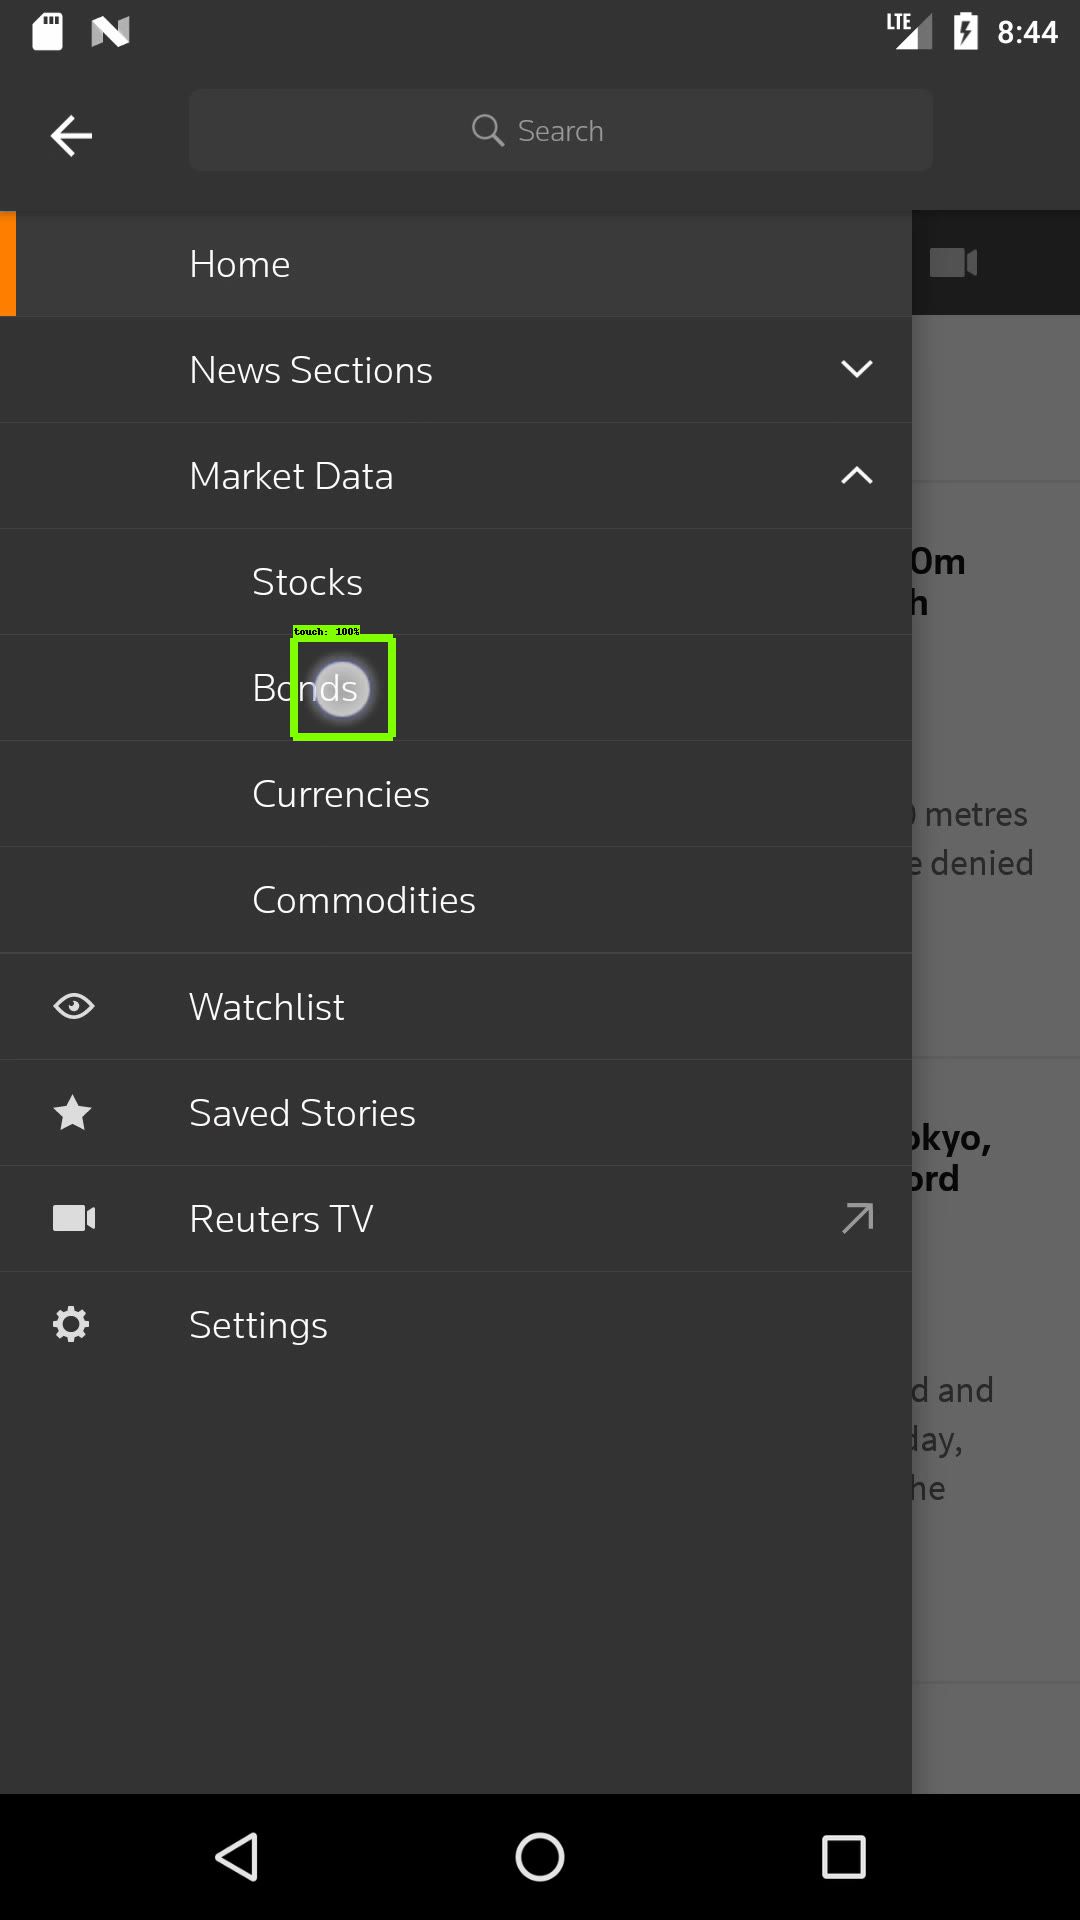 LTE 8:44
Search
Home
News Sections
Market Data
0m
h
Stocks
touch: 100%
Bonds
Currencies
metres
e denied
Commodities
Watchlist
Saved Stories
okyo,
ord
Reuters TV
Settings
d and
day,
he